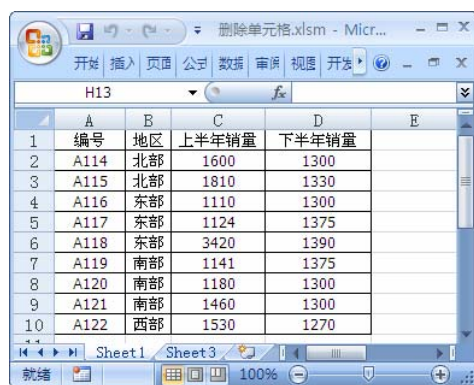 删除单元格.xlsm - Micr...
开始 插入 页面 公式 数据 审阅 视图 开发
H13 fx
A B C D E
1 编号 地区 上半年销量 下半年销量
2 A114 北部 1600 1300
3 A115 北部 1810 1330
4 A116 东部 1110 1300
5 A117 东部 1124 1375
6 A118 东部 3420 1390
7 A119 南部 1141 1375
8 A120 南部 1180 1300
9 A121 南部 1460 1300
10 A122 西部 1530 1270
Sheet1 Sheet3
就绪 100%